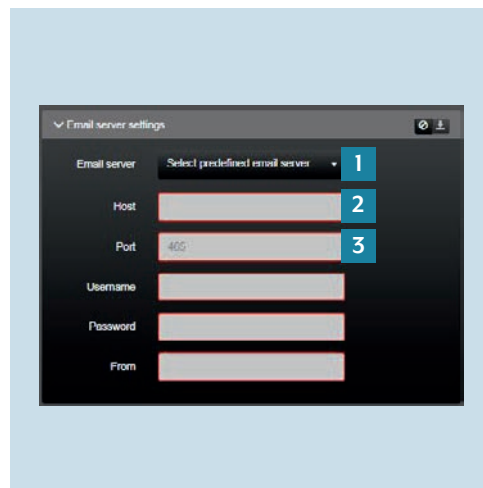 Email server settings
Email server Select predefined email server 1
Host 2
Port 465 3
Username
Password
From